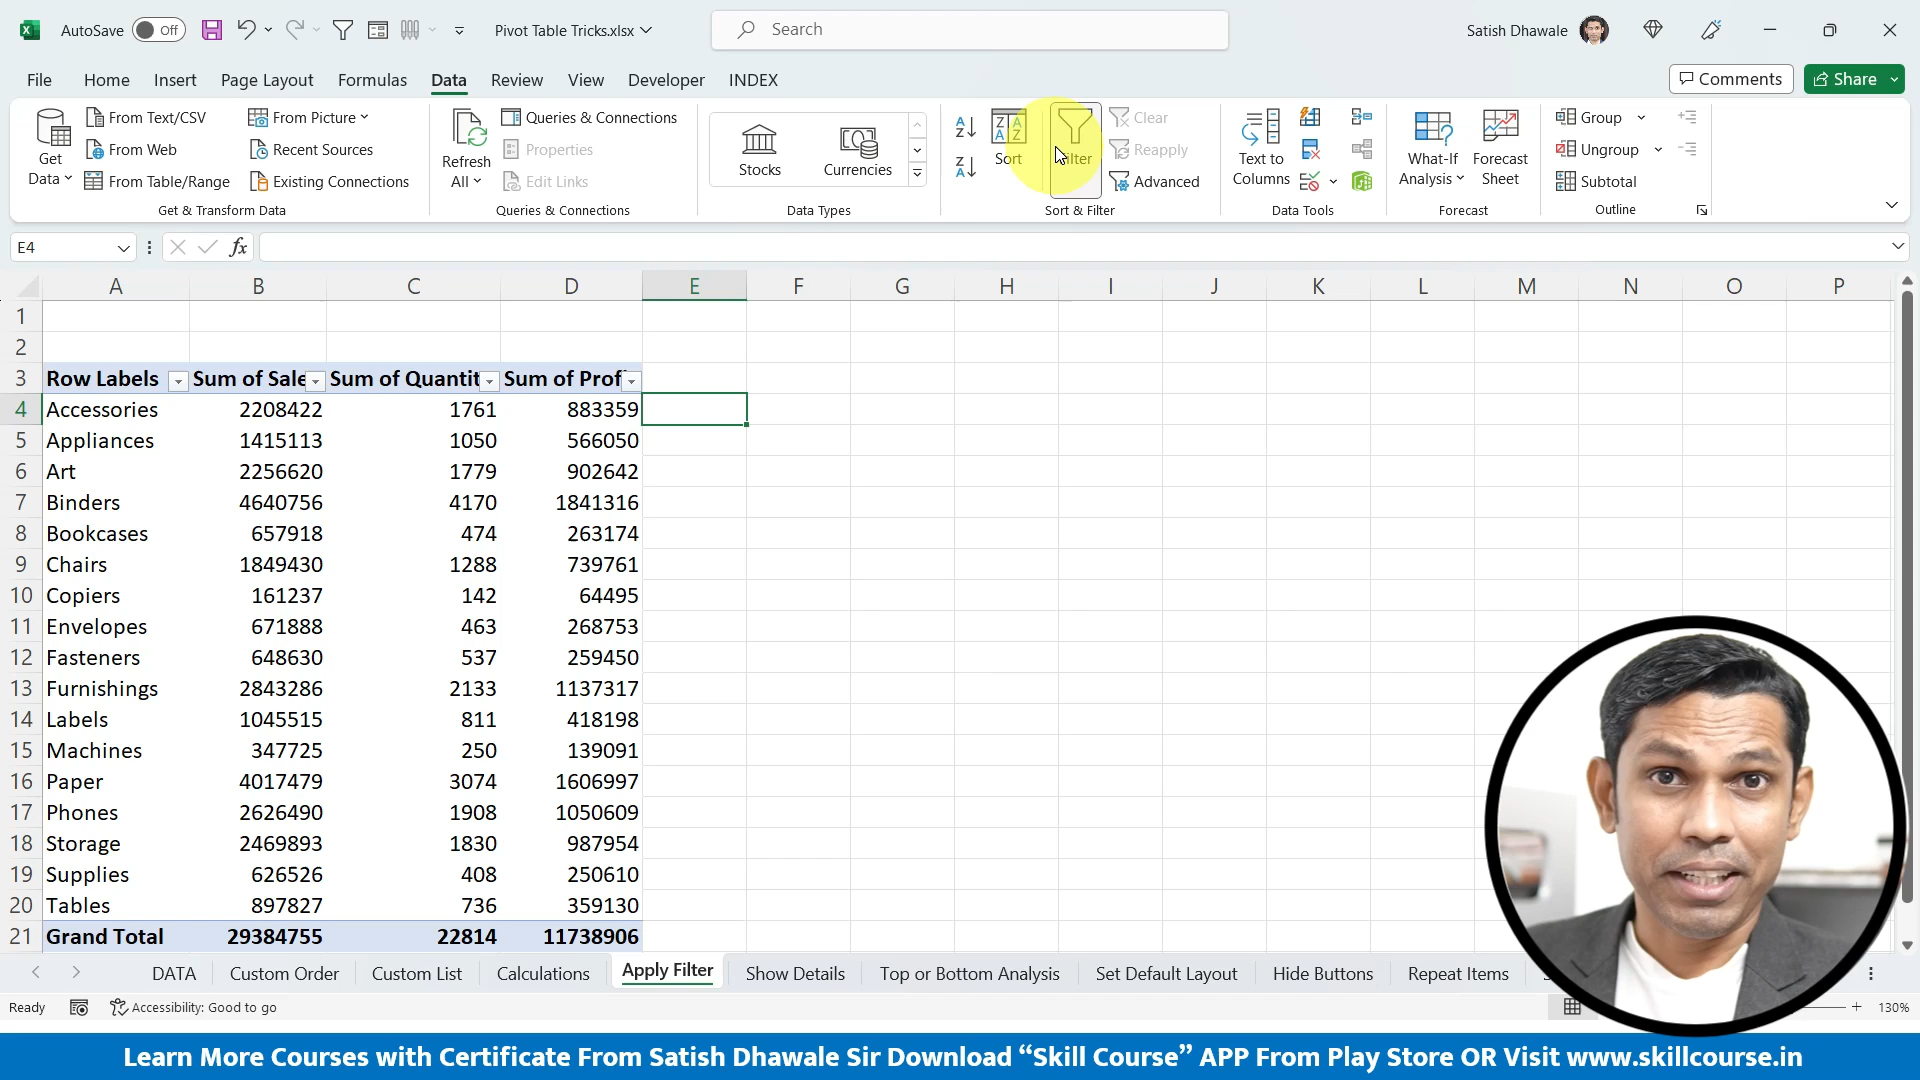 AutoSave Off Pivot Table Tricks.xlsx Search Satish Dhawale
File Home Insert Page Layout Formulas Data Review View Developer INDEX Comments Share
Get Data From Text/CSV From Web From Table/Range From Picture Recent Sources Existing Connections
Get & Transform Data
Refresh All Queries & Connections Properties Edit Links
Queries & Connections
Stocks Currencies
Data Types
Sort Filter Clear Reapply Advanced
Sort & Filter
Text to Columns
Data Tools
What-If Analysis Forecast Sheet
Forecast
Group Ungroup Subtotal
Outline
E4 fx
A B C D E F G H I J K L M N O P
1
2
3 Row Labels Sum of Sale Sum of Quantit Sum of Prof
4 Accessories 2208422 1761 883359
5 Appliances 1415113 1050 566050
6 Art 2256620 1779 902642
7 Binders 4640756 4170 1841316
8 Bookcases 657918 474 263174
9 Chairs 1849430 1288 739761
10 Copiers 161237 142 64495
11 Envelopes 671888 463 268753
12 Fasteners 648630 537 259450
13 Furnishings 2843286 2133 1137317
14 Labels 1045515 811 418198
15 Machines 347725 250 139091
16 Paper 4017479 3074 1606997
17 Phones 2626490 1908 1050609
18 Storage 2469893 1830 987954
19 Supplies 626526 408 250610
20 Tables 897827 736 359130
21 Grand Total 29384755 22814 11738906
DATA Custom Order Custom List Calculations Apply Filter Show Details Top or Bottom Analysis Set Default Layout Hide Buttons Repeat Items
Ready Accessibility: Good to go 130%
Learn More Courses with Certificate From Satish Dhawale Sir Download “Skill Course” APP From Play Store OR Visit www.skillcourse.in